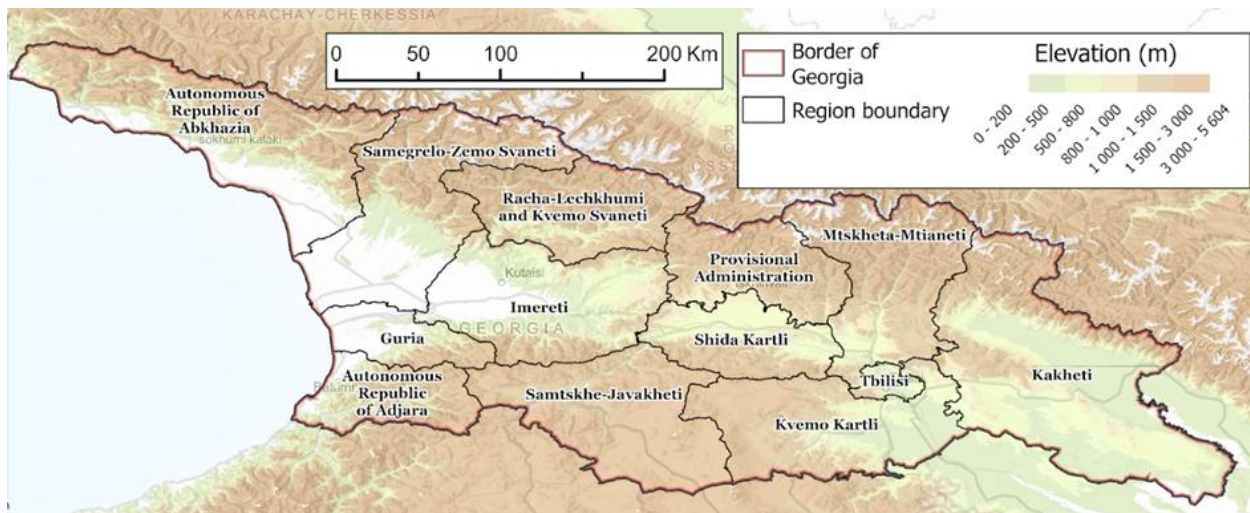 KARACHAY-CHERKESSIA
0 50 100 200 Km
Border of
Georgia
Region boundary
Elevation (m)
0 - 200
200 - 500
500 - 800
800 - 1 000
1 000 - 1 500
1 500 - 3 000
3 000 - 5 604
Autonomous
Republic of
Abkhazia
sokhumi kalaki
Samegrelo-Zemo Svaneti
Racha-Lechkhumi
and Kvemo Svaneti
Mtskheta-Mtianeti
Provisional
Administration
Kutaisi
Imereti
GEORGIA
Guria
Shida Kartli
Autonomous
Republic
of Adjara
Batumi
Samtskhe-Javakheti
Tbilisi
Kakheti
Kvemo Kartli